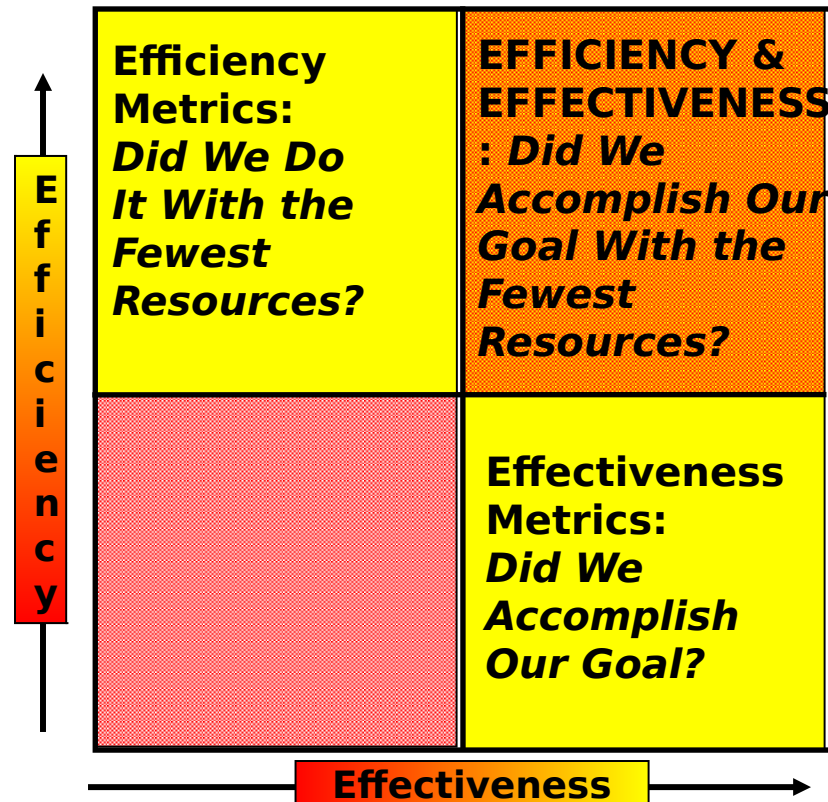 Efficiency
Metrics:
Did We Do
It With the
Fewest
Resources?
EFFICIENCY &
EFFECTIVENESS
: Did We
Accomplish Our
Goal With the
Fewest
Resources?
Efficiency
Effectiveness
Metrics:
Did We
Accomplish
Our Goal?
Effectiveness